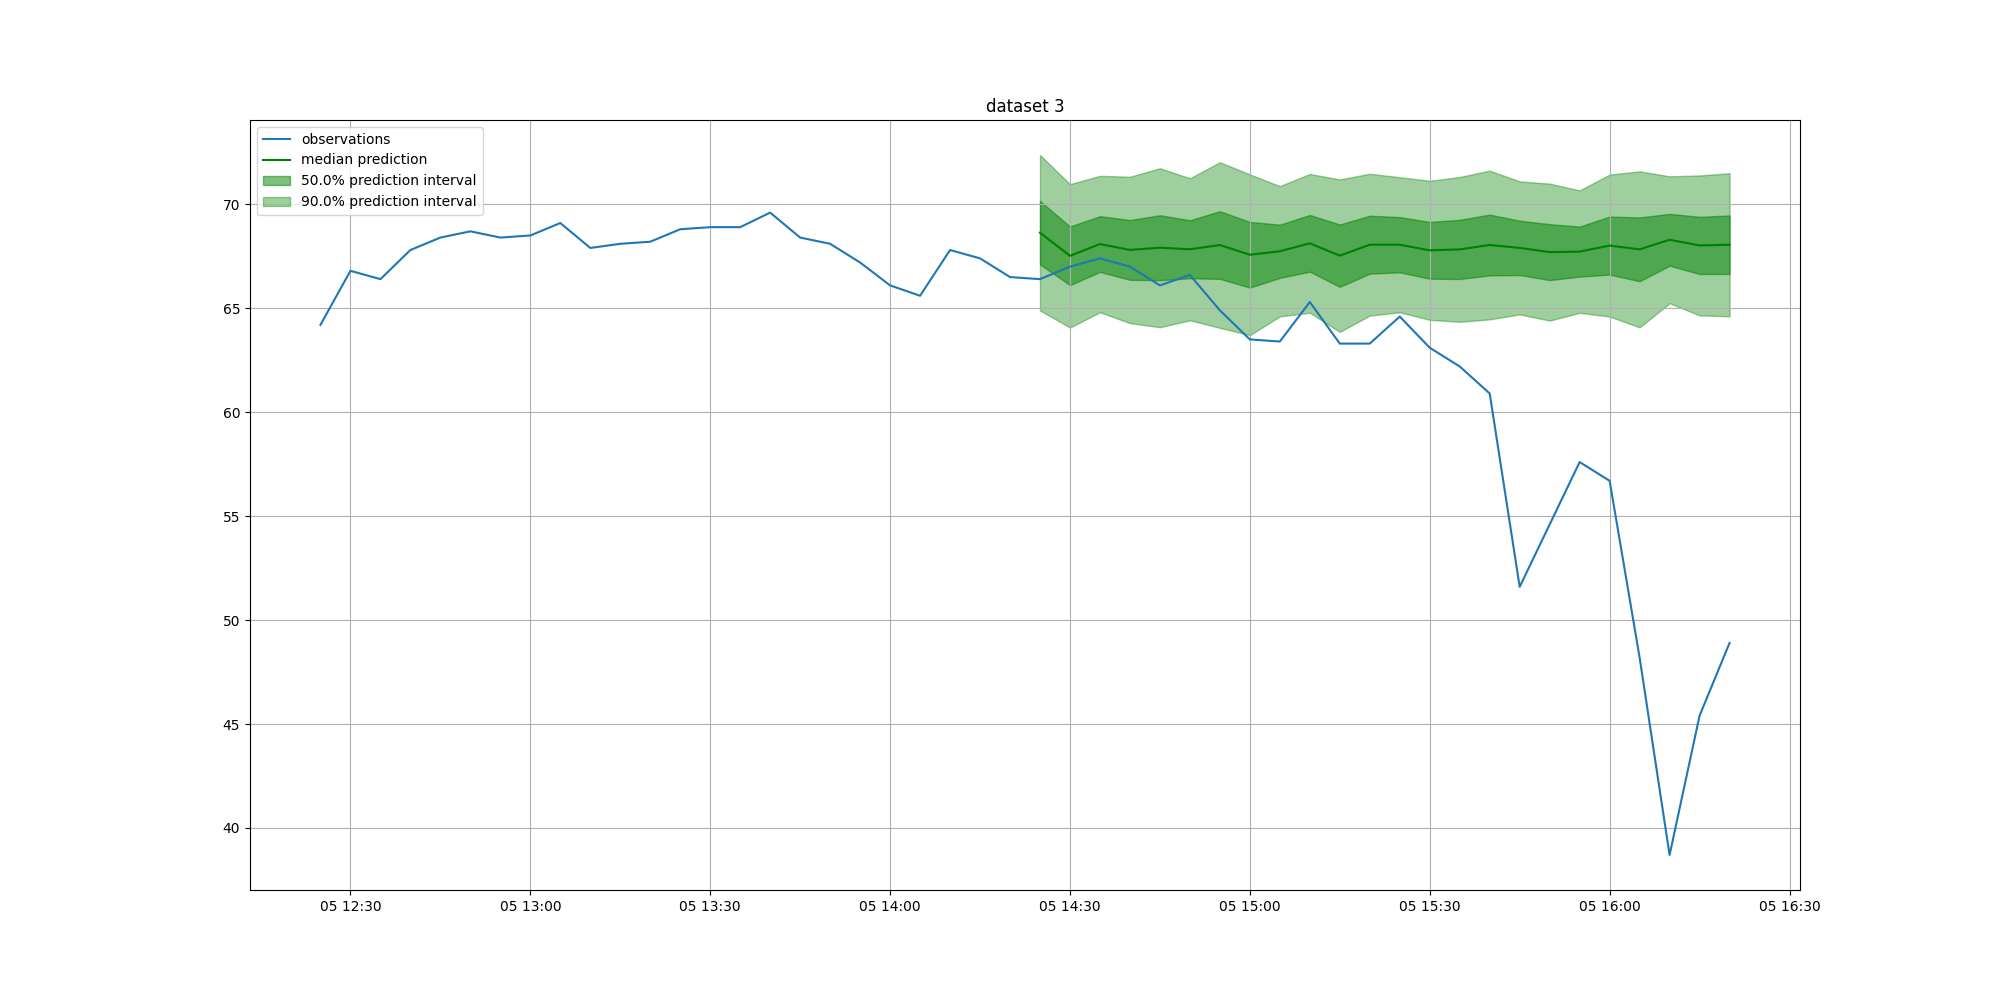 dataset 3
observations
median prediction
50.0% prediction interval
90.0% prediction interval
70
65
60
55
50
45
40
05 12:30 05 13:00 05 13:30 05 14:00 05 14:30 05 15:00 05 15:30 05 16:00 05 16:30